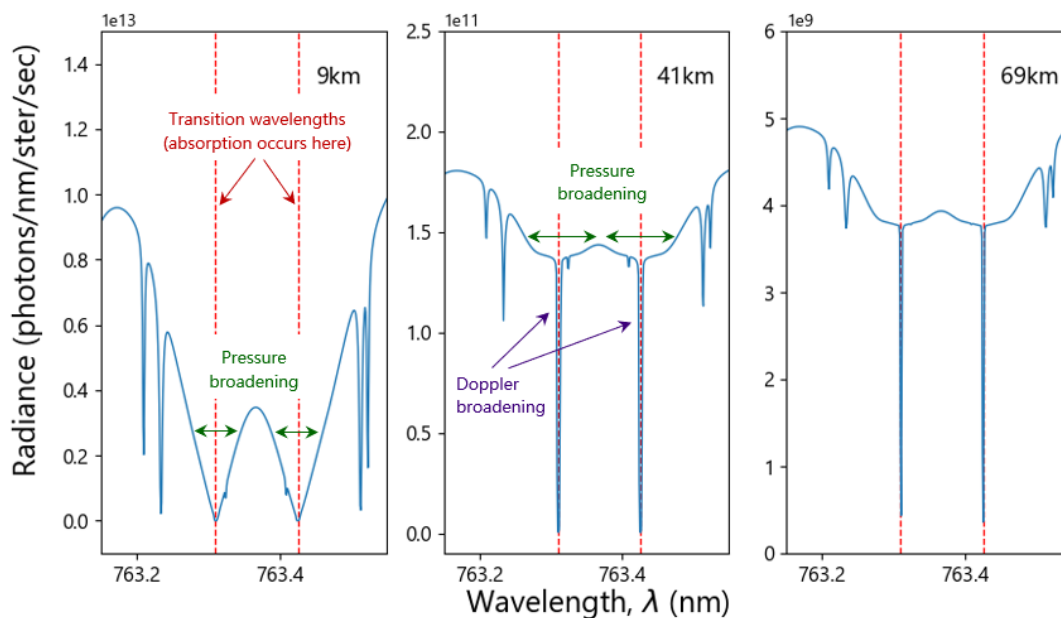 Radiance (photons/nm/ster/sec)
1e13
1.4
1.2
1.0
0.8
0.6
0.4
0.2
0.0
763.2
763.4
9km
Transition wavelengths
(absorption occurs here)
Pressure
broadening
1e11
2.5
2.0
1.5
1.0
0.5
0.0
763.2
763.4
41km
Pressure
broadening
Doppler
broadening
1e9
6
5
4
3
2
1
0
763.2
763.4
69km
Wavelength, λ (nm)